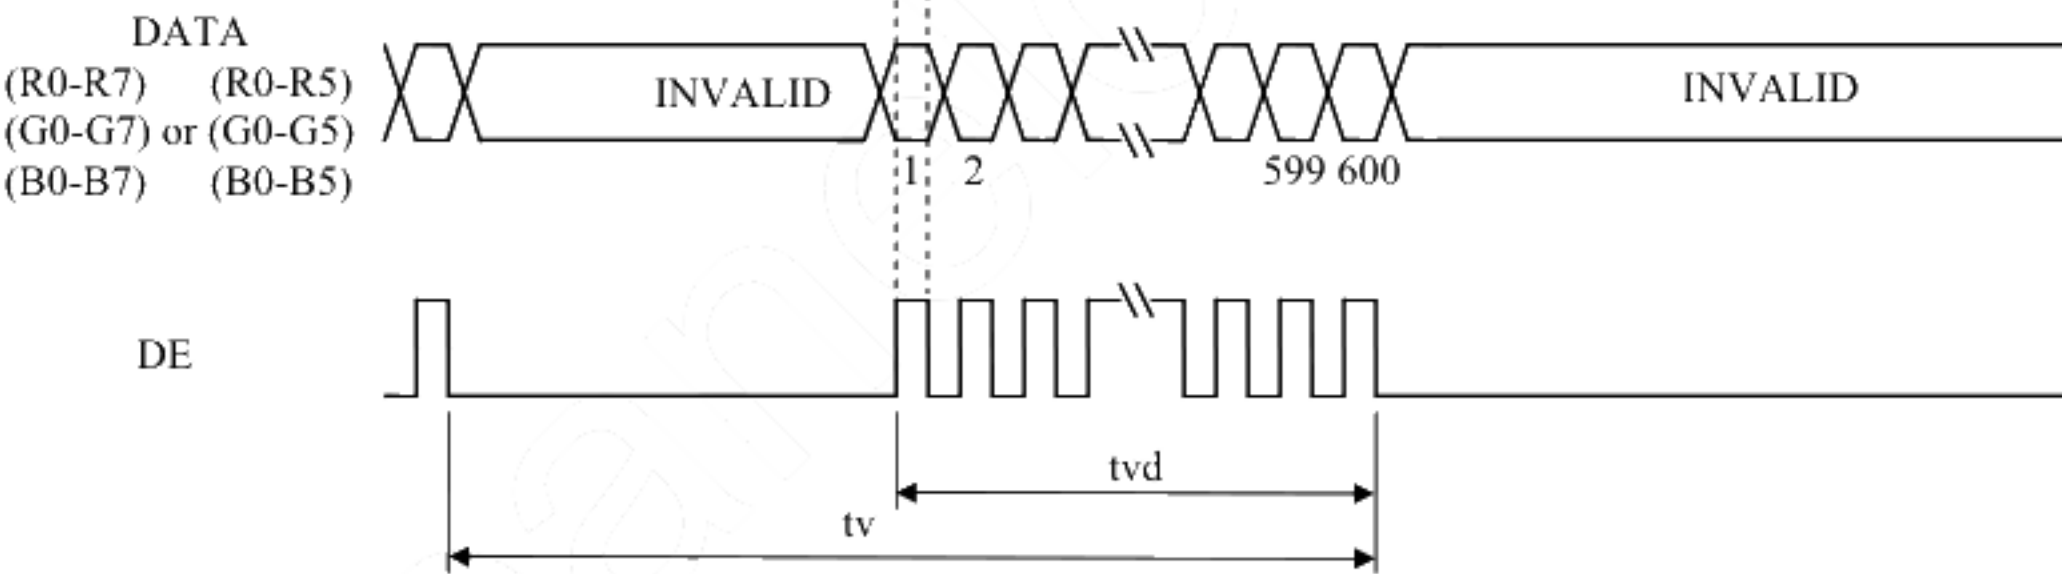 DATA
(R0-R7) (R0-R5)
(G0-G7) or (G0-G5)
(B0-B7) (B0-B5)
INVALID
INVALID
1 2 599 600
DE
tvd
tv